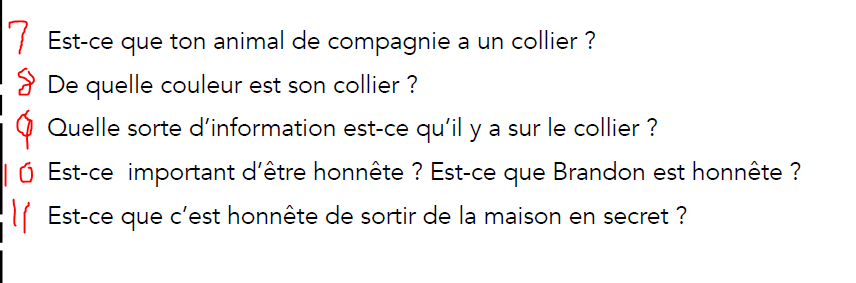 7 Est-ce que ton animal de compagnie a un collier ?
8 De quelle couleur est son collier ?
9 Quelle sorte d’information est-ce qu’il y a sur le collier ?
10 Est-ce  important d’être honnête ? Est-ce que Brandon est honnête ?
11 Est-ce que c’est honnête de sortir de la maison en secret ?